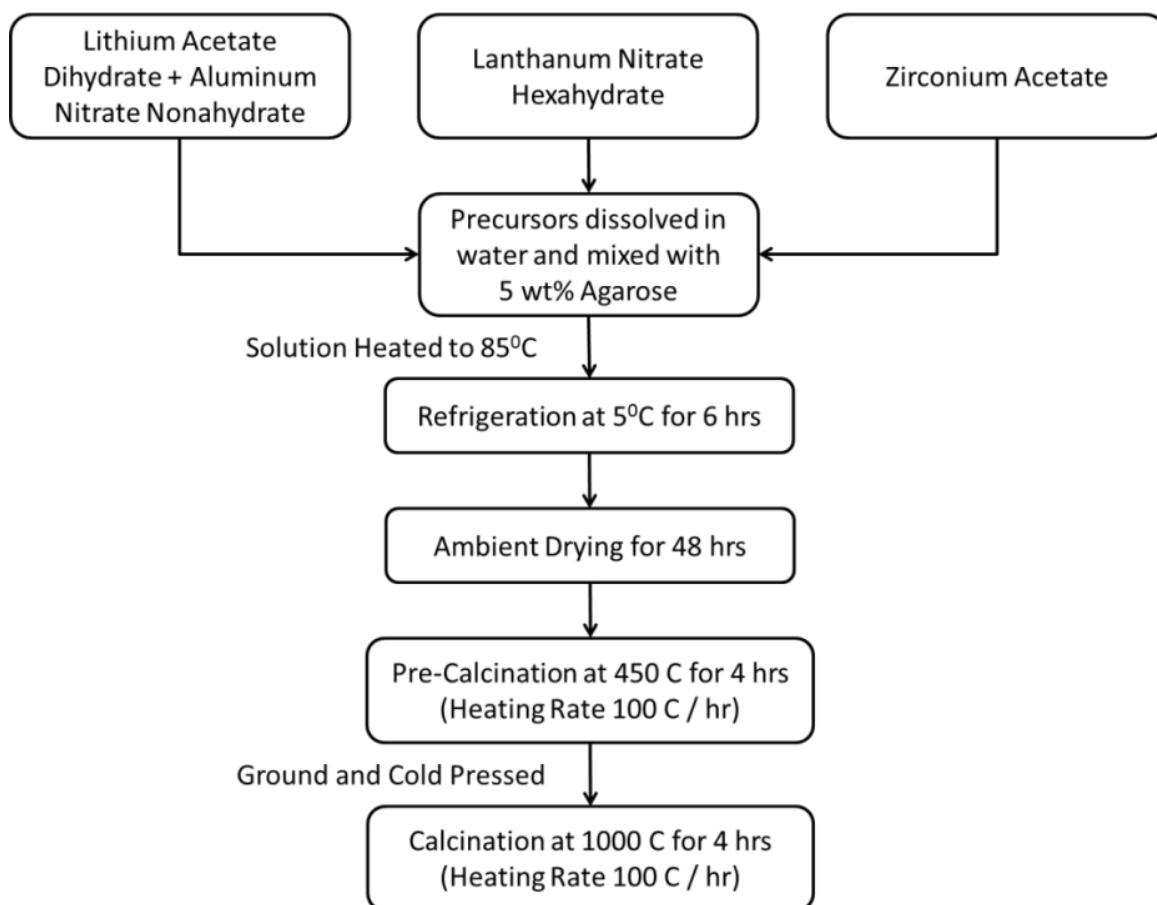 Lithium Acetate
Dihydrate + Aluminum
Nitrate Nonahydrate
Lanthanum Nitrate
Hexahydrate
Zirconium Acetate
Precursors dissolved in
water and mixed with
5 wt% Agarose
Solution Heated to 85⁰C
Refrigeration at 5⁰C for 6 hrs
Ambient Drying for 48 hrs
Pre-Calcination at 450 C for 4 hrs
(Heating Rate 100 C / hr)
Ground and Cold Pressed
Calcination at 1000 C for 4 hrs
(Heating Rate 100 C / hr)